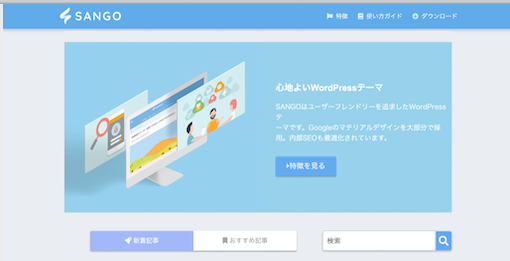 SANGO
特徴 使い方ガイド ダウンロード
心地よいWordPressテーマ
SANGOはユーザーフレンドリーを追求したWordPress
テ
ーマです。Googleのマテリアルデザインを大部分で採
用。内部SEOも最適化されています。
特徴を見る
新着記事 おすすめ記事 検索